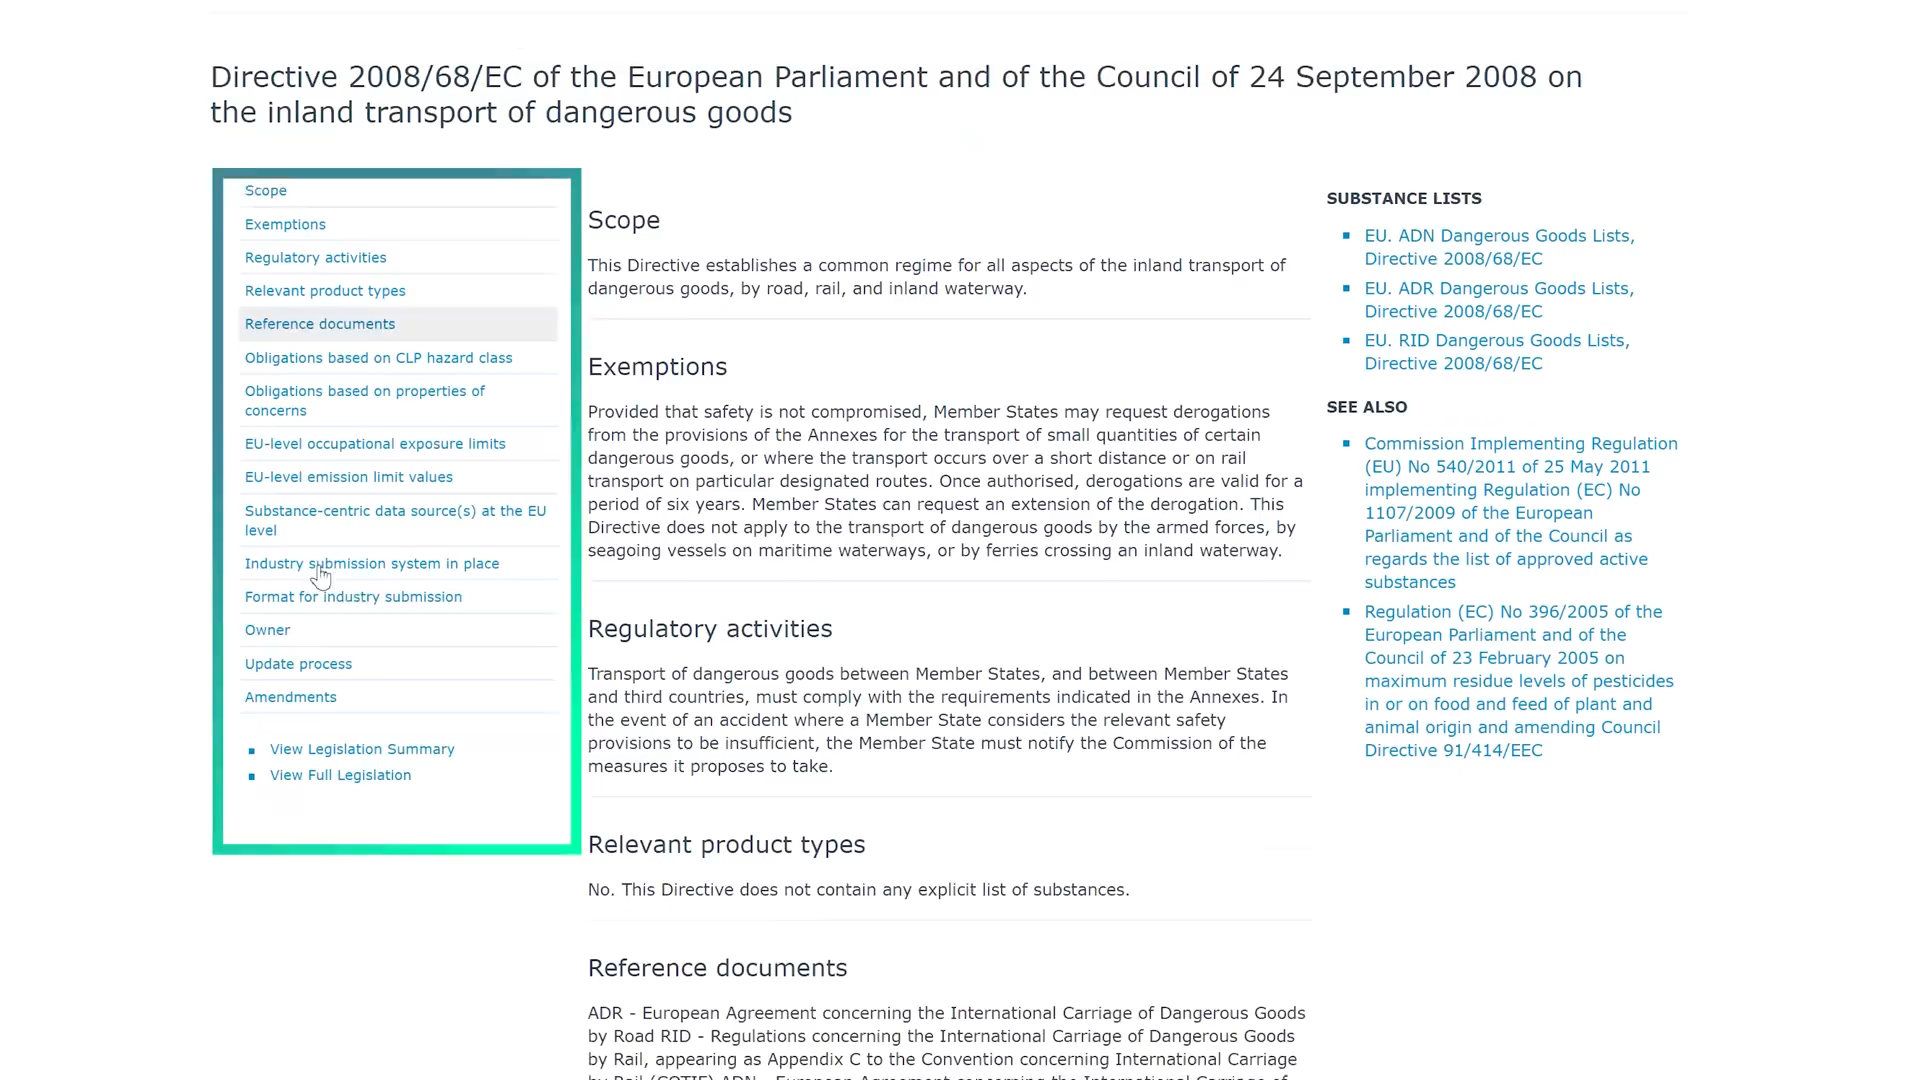 Directive 2008/68/EC of the European Parliament and of the Council of 24 September 2008 on
the inland transport of dangerous goods
Scope
Exemptions
Regulatory activities
Relevant product types
Reference documents
Obligations based on CLP hazard class
Obligations based on properties of
concerns
EU-level occupational exposure limits
EU-level emission limit values
Substance-centric data source(s) at the EU
level
Industry submission system in place
Format for industry submission
Owner
Update process
Amendments
View Legislation Summary
View Full Legislation
Scope
This Directive establishes a common regime for all aspects of the inland transport of
dangerous goods, by road, rail, and inland waterway.
Exemptions
Provided that safety is not compromised, Member States may request derogations
from the provisions of the Annexes for the transport of small quantities of certain
dangerous goods, or where the transport occurs over a short distance or on rail
transport on particular designated routes. Once authorised, derogations are valid for a
period of six years. Member States can request an extension of the derogation. This
Directive does not apply to the transport of dangerous goods by the armed forces, by
seagoing vessels on maritime waterways, or by ferries crossing an inland waterway.
Regulatory activities
Transport of dangerous goods between Member States, and between Member States
and third countries, must comply with the requirements indicated in the Annexes. In
the event of an accident where a Member State considers the relevant safety
provisions to be insufficient, the Member State must notify the Commission of the
measures it proposes to take.
Relevant product types
No. This Directive does not contain any explicit list of substances.
Reference documents
ADR - European Agreement concerning the International Carriage of Dangerous Goods
by Road RID - Regulations concerning the International Carriage of Dangerous Goods
by Rail, appearing as Appendix C to the Convention concerning International Carriage
by Rail (COTIF) ADN - European Agreement concerning the International Carriage of
SUBSTANCE LISTS
EU. ADN Dangerous Goods Lists,
Directive 2008/68/EC
EU. ADR Dangerous Goods Lists,
Directive 2008/68/EC
EU. RID Dangerous Goods Lists,
Directive 2008/68/EC
SEE ALSO
Commission Implementing Regulation
(EU) No 540/2011 of 25 May 2011
implementing Regulation (EC) No
1107/2009 of the European
Parliament and of the Council as
regards the list of approved active
substances
Regulation (EC) No 396/2005 of the
European Parliament and of the
Council of 23 February 2005 on
maximum residue levels of pesticides
in or on food and feed of plant and
animal origin and amending Council
Directive 91/414/EEC